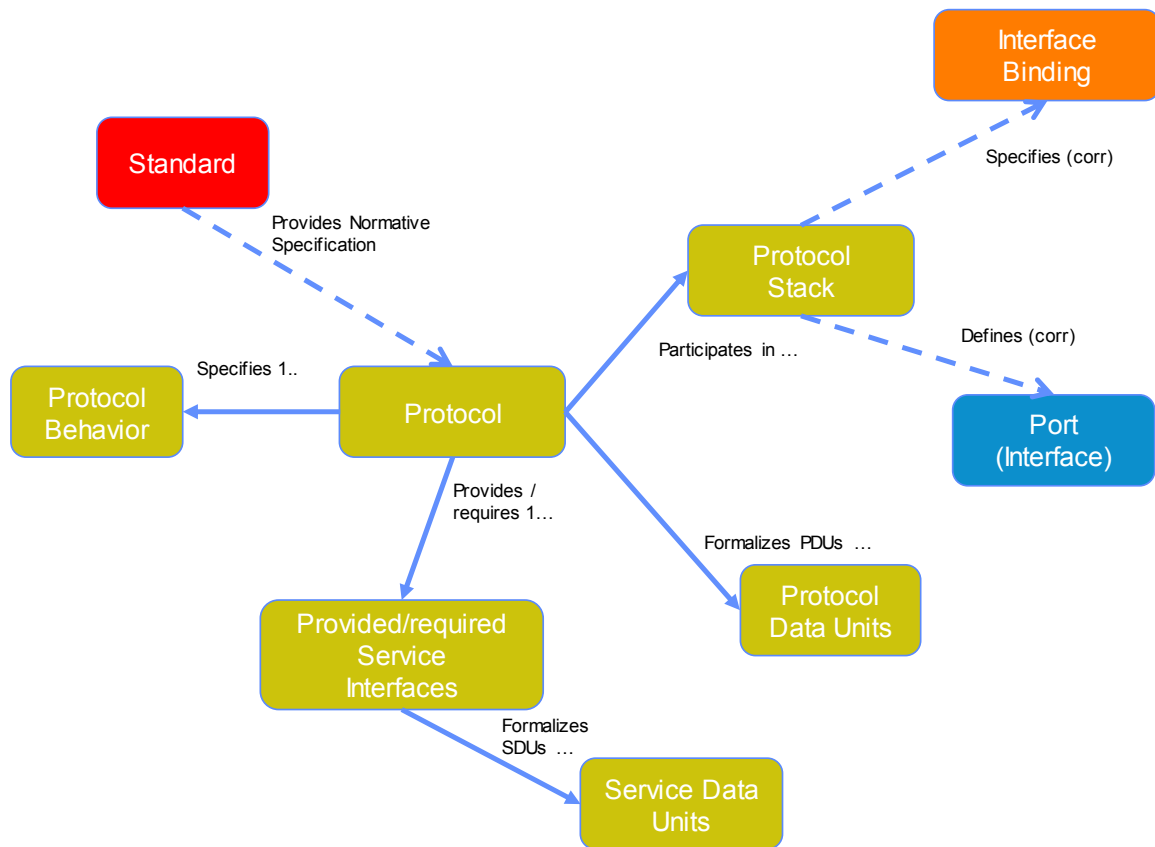 Interface
Binding
Standard
Specifies (corr)
Provides Normative
Specification
Protocol
Stack
Defines (corr)
Participates in …
Specifies 1..
Protocol
Behavior
Protocol
Port
(Interface)
Provides /
requires 1…
Formalizes PDUs …
Protocol
Data Units
Provided/required
Service
Interfaces
Formalizes
SDUs …
Service Data
Units